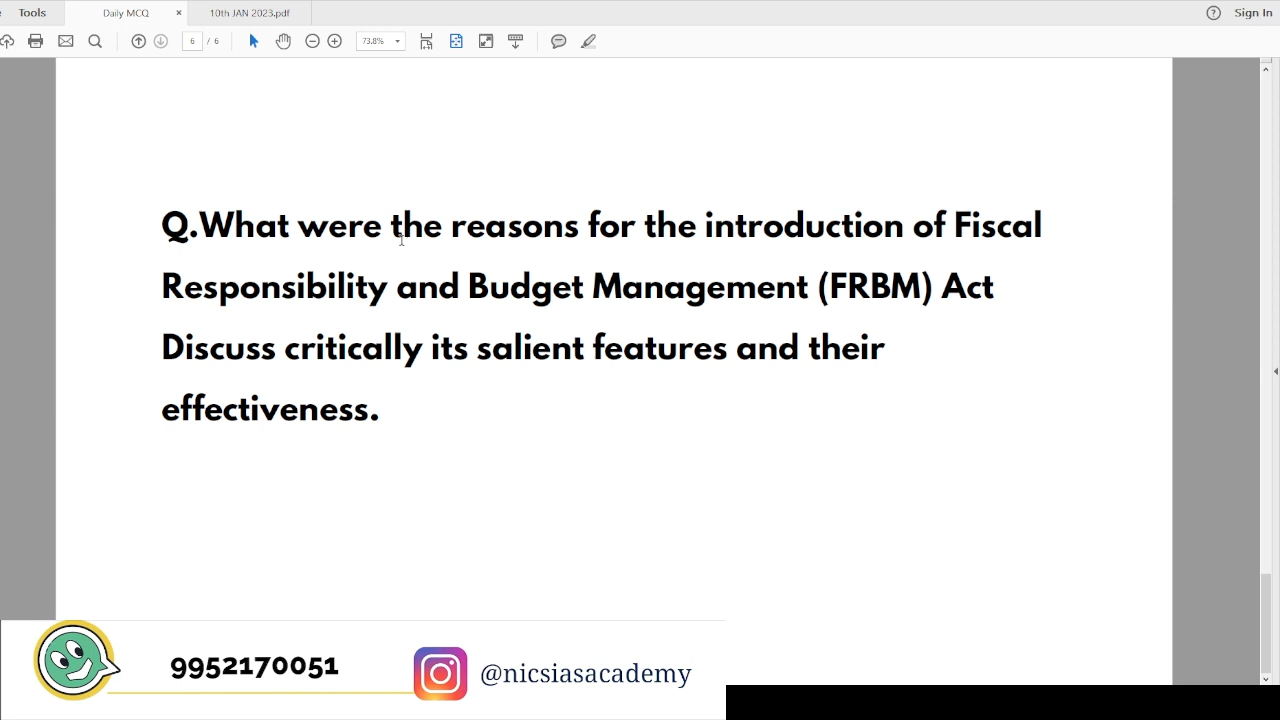 Tools
Daily MCQ
10th JAN 2023.pdf
Sign In
6 / 6
73.8%
Q.What were the reasons for the introduction of Fiscal
Responsibility and Budget Management (FRBM) Act
Discuss critically its salient features and their
effectiveness.
9952170051
@nicsiasacademy